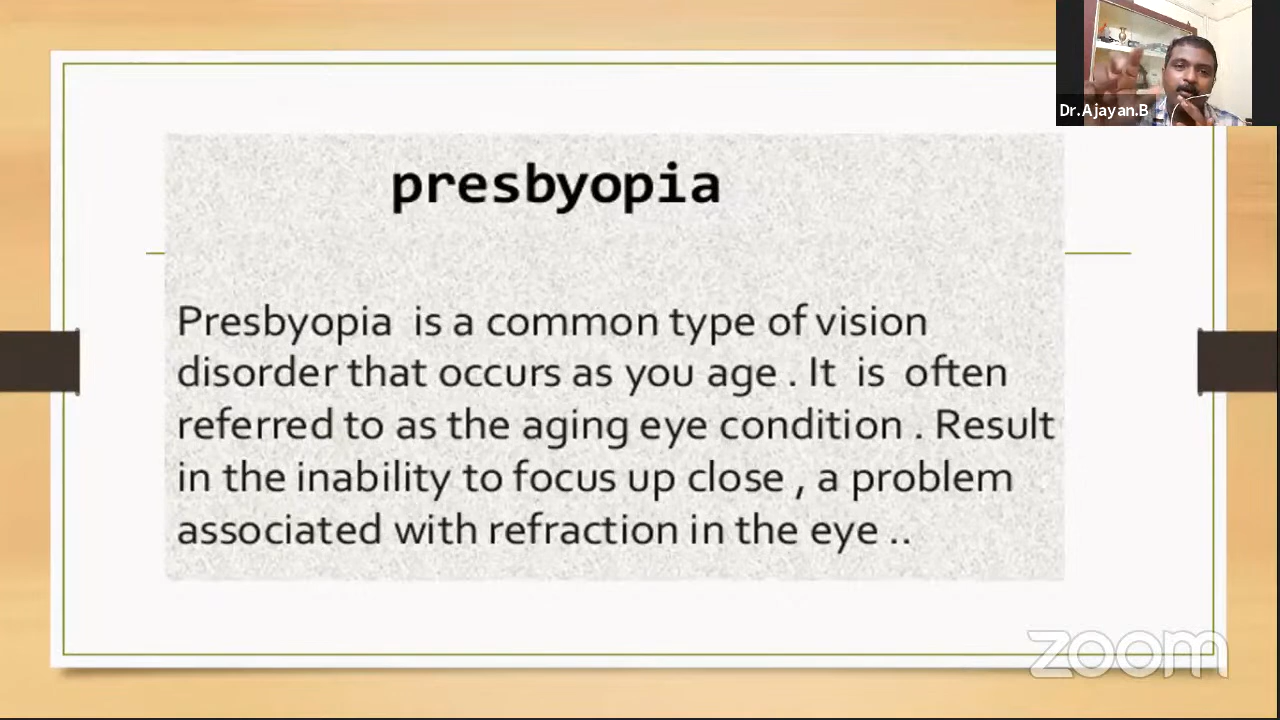 Dr.Ajayan.B
presbyopia
Presbyopia is a common type of vision
disorder that occurs as you age . It is often
referred to as the aging eye condition . Result
in the inability to focus up close , a problem
associated with refraction in the eye ..
zoom